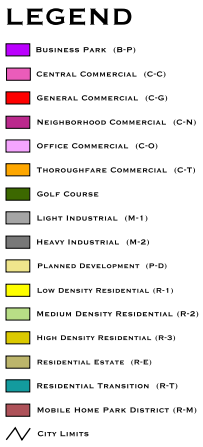 LEGEND
BUSINESS PARK (B-P)
CENTRAL COMMERCIAL (C-C)
GENERAL COMMERCIAL (C-G)
NEIGHBORHOOD COMMERCIAL (C-N)
OFFICE COMMERCIAL (C-O)
THOROUGHFARE COMMERCIAL (C-T)
GOLF COURSE
LIGHT INDUSTRIAL (M-1)
HEAVY INDUSTRIAL (M-2)
PLANNED DEVELOPMENT (P-D)
LOW DENSITY RESIDENTIAL (R-1)
MEDIUM DENSITY RESIDENTIAL (R-2)
HIGH DENSITY RESIDENTIAL (R-3)
RESIDENTIAL ESTATE (R-E)
RESIDENTIAL TRANSITION (R-T)
MOBILE HOME PARK DISTRICT (R-M)
CITY LIMITS